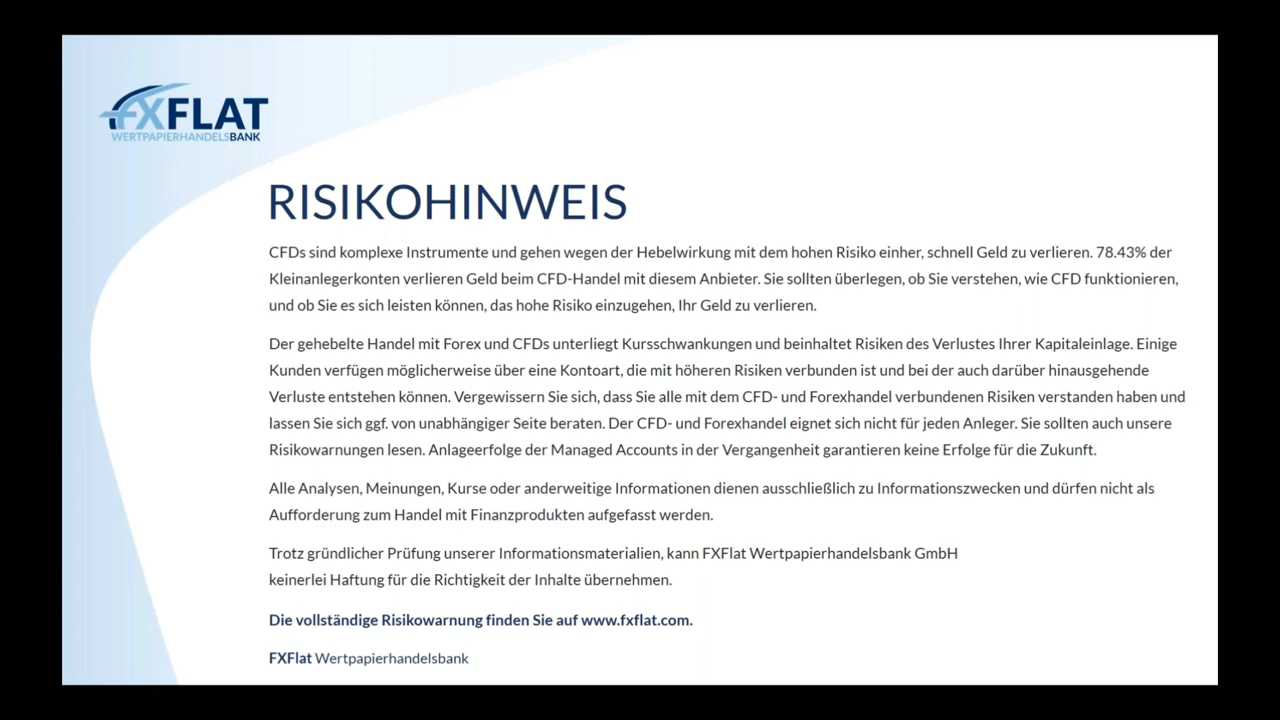 FXFLAT
WERTPAPIERHANDELSBANK
RISIKOHINWEIS
CFDs sind komplexe Instrumente und gehen wegen der Hebelwirkung mit dem hohen Risiko einher, schnell Geld zu verlieren. 78.43% der
Kleinanlegerkonten verlieren Geld beim CFD-Handel mit diesem Anbieter. Sie sollten überlegen, ob Sie verstehen, wie CFD funktionieren,
und ob Sie es sich leisten können, das hohe Risiko einzugehen, Ihr Geld zu verlieren.
Der gehebelte Handel mit Forex und CFDs unterliegt Kursschwankungen und beinhaltet Risiken des Verlustes Ihrer Kapitaleinlage. Einige
Kunden verfügen möglicherweise über eine Kontoart, die mit höheren Risiken verbunden ist und bei der auch darüber hinausgehende
Verluste entstehen können. Vergewissern Sie sich, dass Sie alle mit dem CFD- und Forexhandel verbundenen Risiken verstanden haben und
lassen Sie sich ggf. von unabhängiger Seite beraten. Der CFD- und Forexhandel eignet sich nicht für jeden Anleger. Sie sollten auch unsere
Risikowarnungen lesen. Anlageerfolge der Managed Accounts in der Vergangenheit garantieren keine Erfolge für die Zukunft.
Alle Analysen, Meinungen, Kurse oder anderweitige Informationen dienen ausschließlich zu Informationszwecken und dürfen nicht als
Aufforderung zum Handel mit Finanzprodukten aufgefasst werden.
Trotz gründlicher Prüfung unserer Informationsmaterialien, kann FXFlat Wertpapierhandelsbank GmbH
keinerlei Haftung für die Richtigkeit der Inhalte übernehmen.
Die vollständige Risikowarnung finden Sie auf www.fxflat.com.
FXFlat Wertpapierhandelsbank